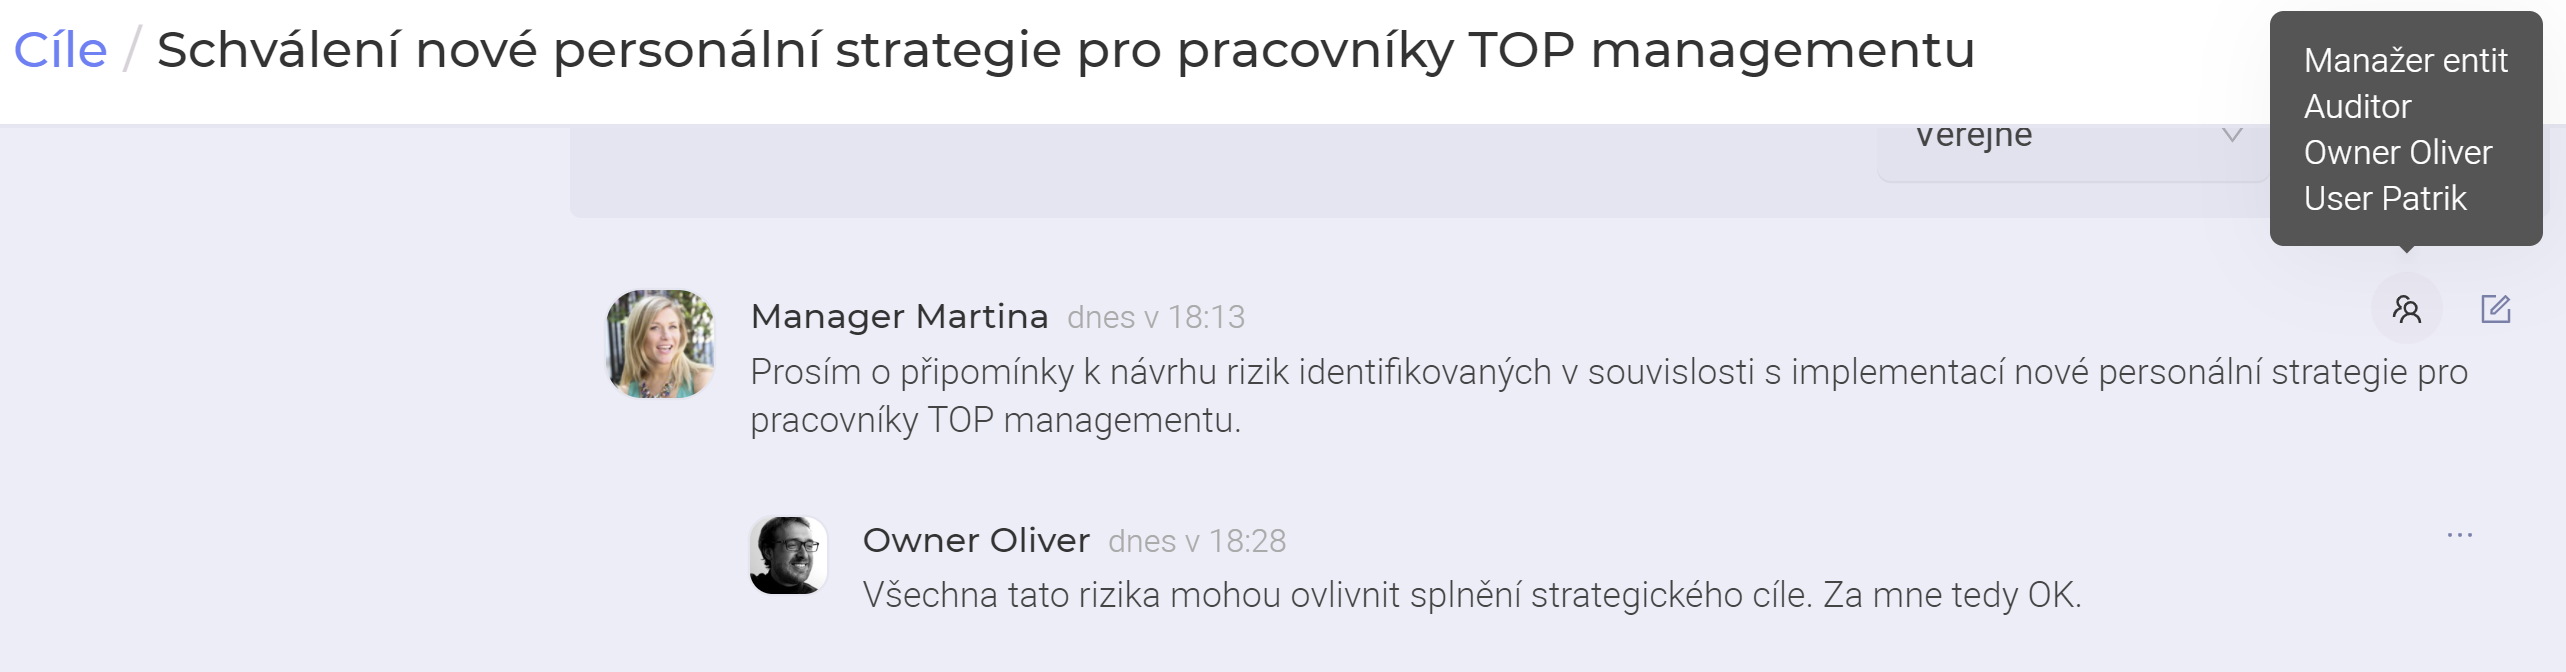 Cíle / Schválení nové personální strategie pro pracovníky TOP managementu
Manažer entit
Auditor
Owner Oliver
User Patrik
Veřejné
Manager Martina dnes v 18:13
Prosím o připomínky k návrhu rizik identifikovaných v souvislosti s implementací nové personální strategie pro
pracovníky TOP managementu.
Owner Oliver dnes v 18:28
Všechna tato rizika mohou ovlivnit splnění strategického cíle. Za mne tedy OK.